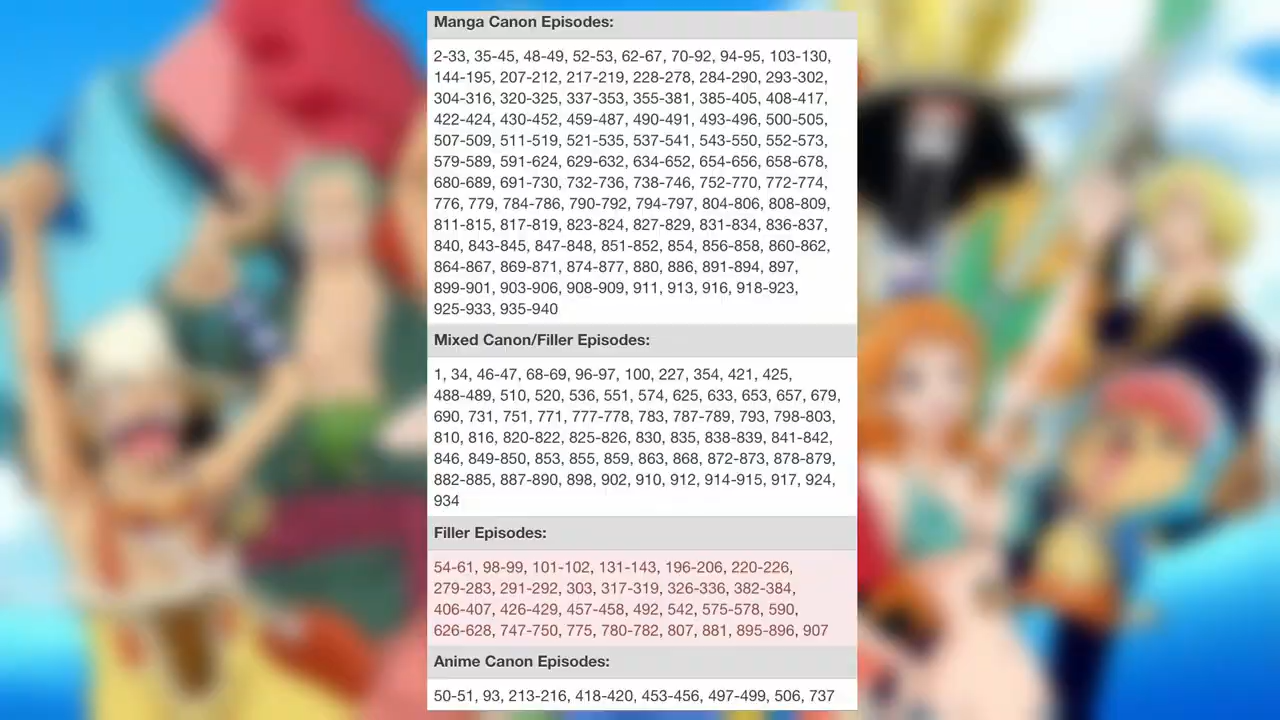 Manga Canon Episodes:
2-33, 35-45, 48-49, 52-53, 62-67, 70-92, 94-95, 103-130,
144-195, 207-212, 217-219, 228-278, 284-290, 293-302,
304-316, 320-325, 337-353, 355-381, 385-405, 408-417,
422-424, 430-452, 459-487, 490-491, 493-496, 500-505,
507-509, 511-519, 521-535, 537-541, 543-550, 552-573,
579-589, 591-624, 629-632, 634-652, 654-656, 658-678,
680-689, 691-730, 732-736, 738-746, 752-770, 772-774,
776, 779, 784-786, 790-792, 794-797, 804-806, 808-809,
811-815, 817-819, 823-824, 827-829, 831-834, 836-837,
840, 843-845, 847-848, 851-852, 854, 856-858, 860-862,
864-867, 869-871, 874-877, 880, 886, 891-894, 897,
899-901, 903-906, 908-909, 911, 913, 916, 918-923,
925-933, 935-940
Mixed Canon/Filler Episodes:
1, 34, 46-47, 68-69, 96-97, 100, 227, 354, 421, 425,
488-489, 510, 520, 536, 551, 574, 625, 633, 653, 657, 679,
690, 731, 751, 771, 777-778, 783, 787-789, 793, 798-803,
810, 816, 820-822, 825-826, 830, 835, 838-839, 841-842,
846, 849-850, 853, 855, 859, 863, 868, 872-873, 878-879,
882-885, 887-890, 898, 902, 910, 912, 914-915, 917, 924,
934
Filler Episodes:
54-61, 98-99, 101-102, 131-143, 196-206, 220-226,
279-283, 291-292, 303, 317-319, 326-336, 382-384,
406-407, 426-429, 457-458, 492, 542, 575-578, 590,
626-628, 747-750, 775, 780-782, 807, 881, 895-896, 907
Anime Canon Episodes:
50-51, 93, 213-216, 418-420, 453-456, 497-499, 506, 737